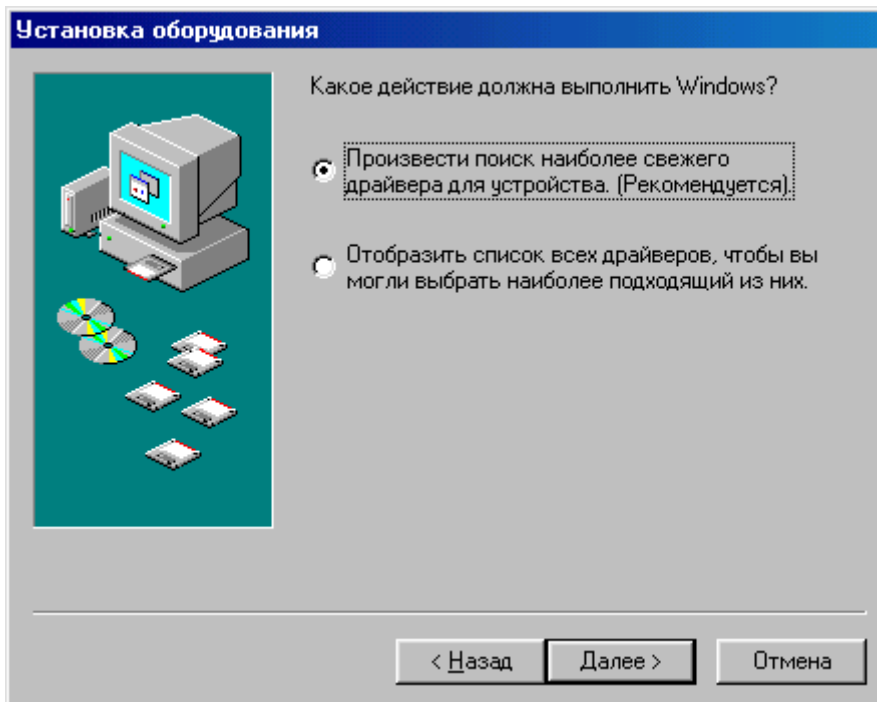 Установка оборудования
Какое действие должна выполнить Windows?
Произвести поиск наиболее свежего
драйвера для устройства. (Рекомендуется).
Отобразить список всех драйверов, чтобы вы
могли выбрать наиболее подходящий из них.
< Назад
Далее >
Отмена